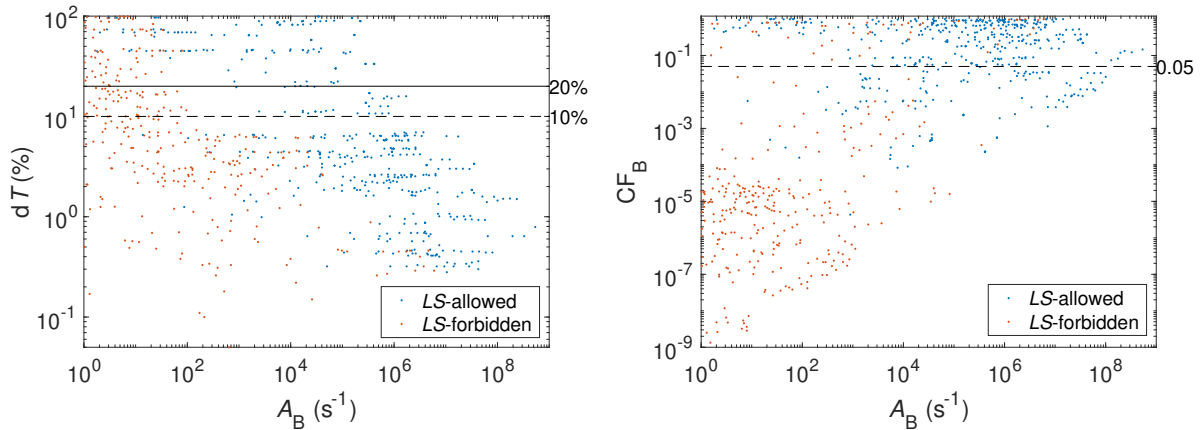 10^2
20%
10%
10^1
10^0
10^-1
d T (%)
LS-allowed
LS-forbidden
10^0 10^2 10^4 10^6 10^8
A_B (s^-1)
10^-1
0.05
10^-3
10^-5
10^-7
10^-9
CF_B
LS-allowed
LS-forbidden
10^0 10^2 10^4 10^6 10^8
A_B (s^-1)